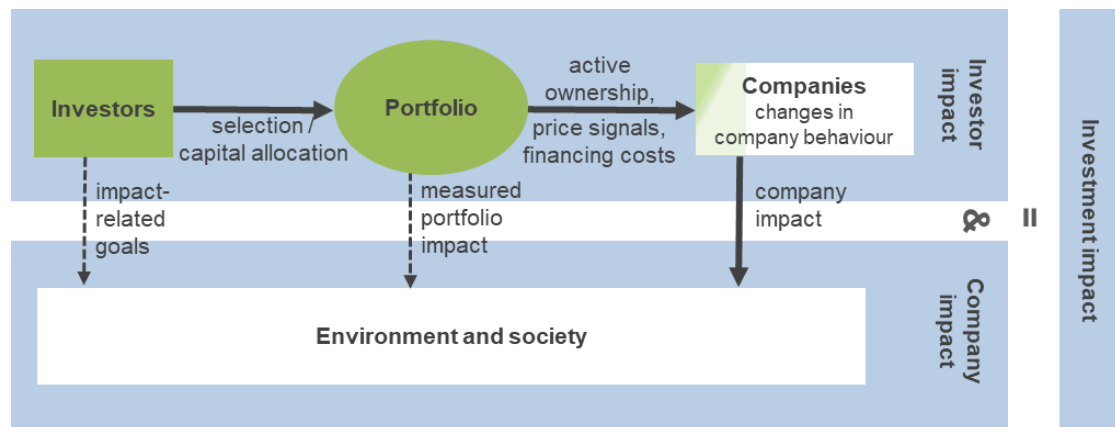 Investors
selection /
capital allocation
Portfolio
active
ownership,
price signals,
financing costs
Companies
changes in
company behaviour
Investor
impact
impact-
related
goals
measured
portfolio
impact
company
impact
&
=
Investment impact
Environment and society
Company
impact